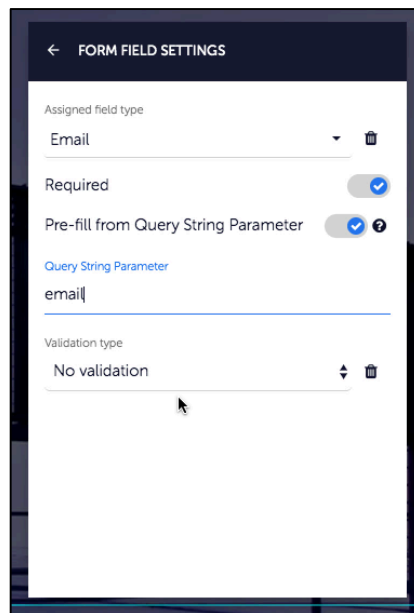 FORM FIELD SETTINGS
Assigned field type
Email
Required
Pre-fill from Query String Parameter
Query String Parameter
email
Validation type
No validation